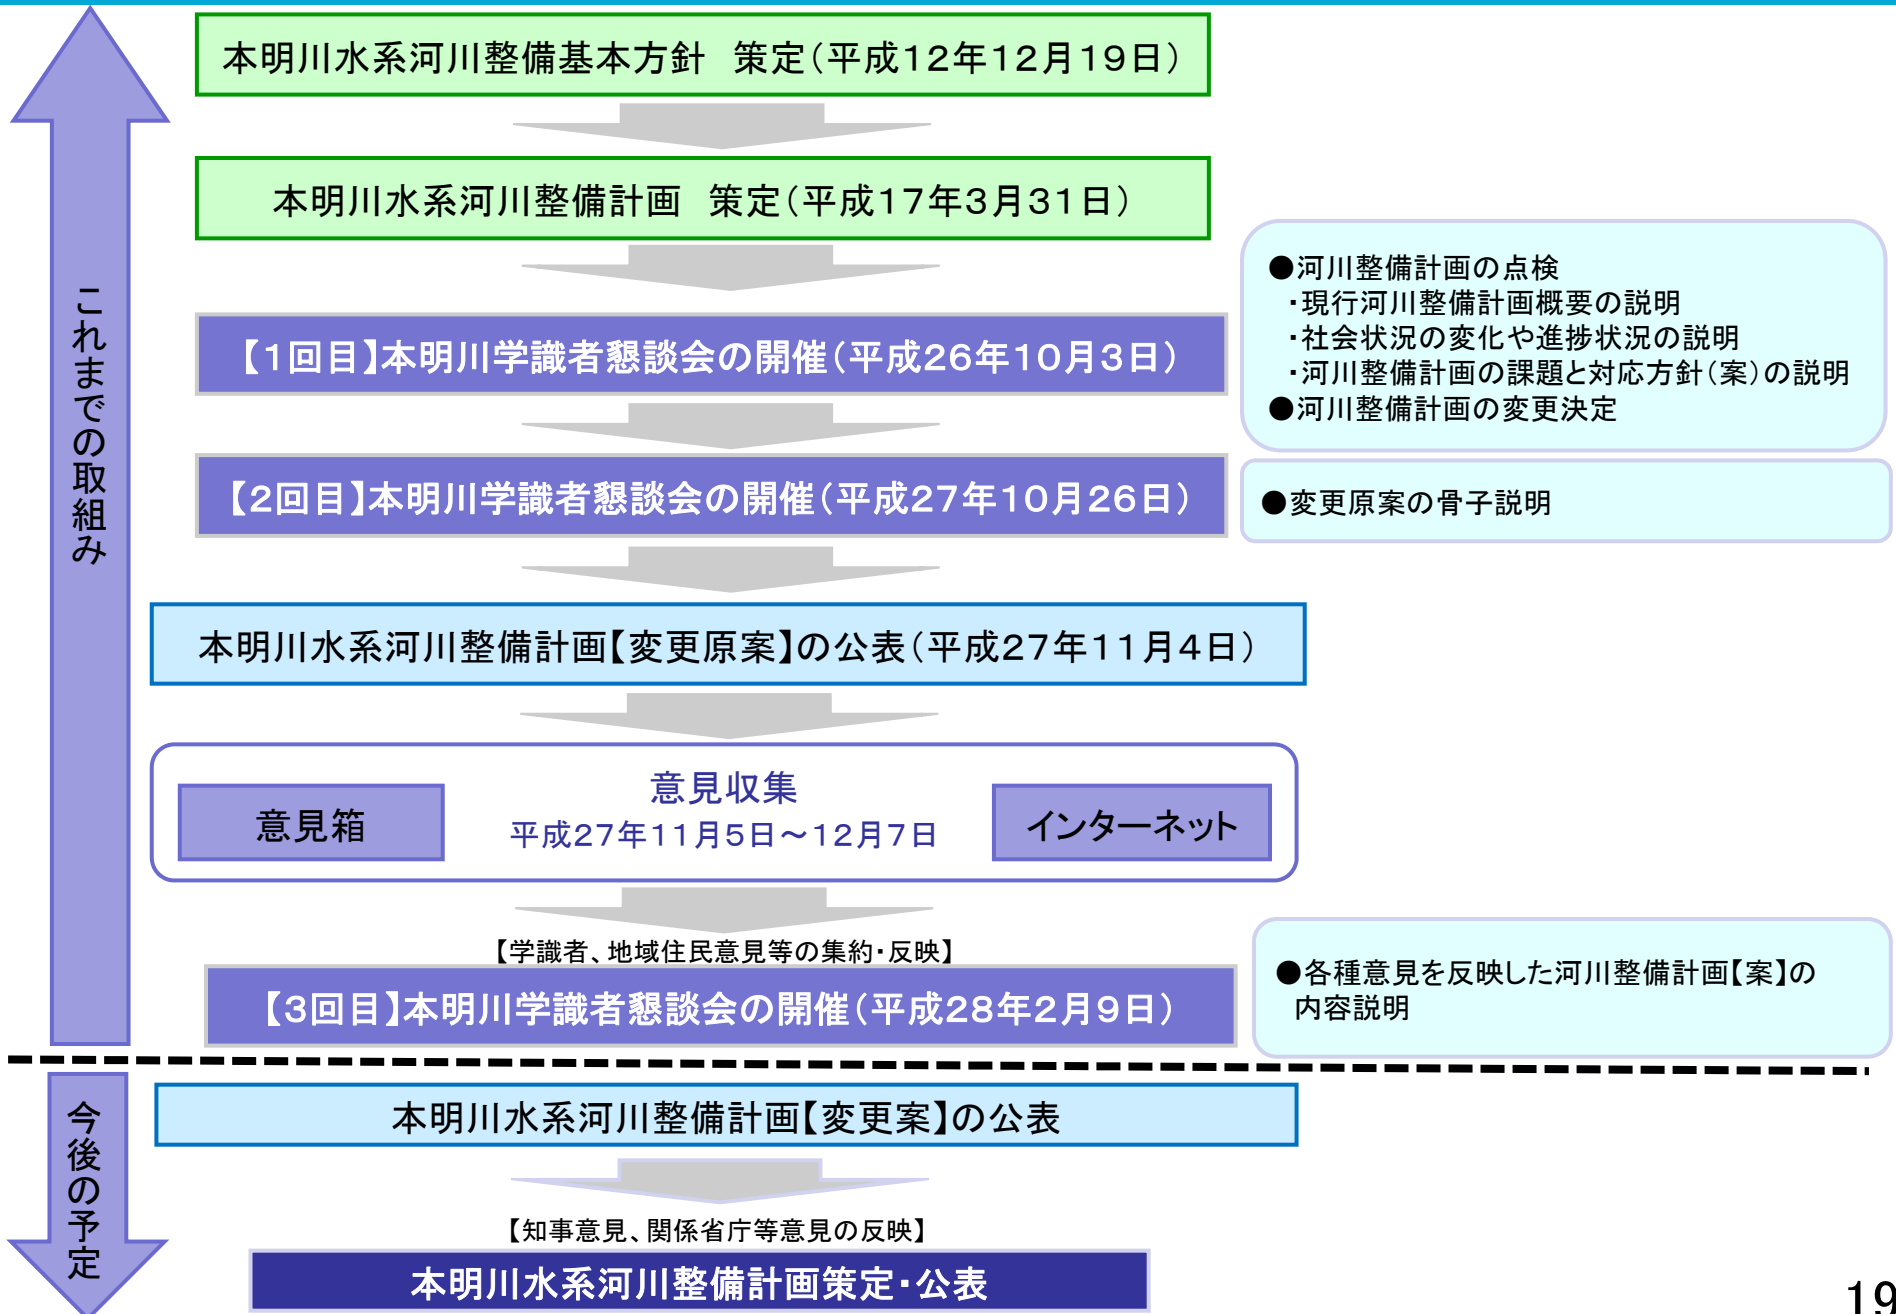 本明川水系河川整備基本方針　策定（平成１２年１２月１９日）
本明川水系河川整備計画　策定（平成１７年３月３１日）
●河川整備計画の点検
・現行河川整備計画概要の説明
・社会状況の変化や進捗状況の説明
・河川整備計画の課題と対応方針（案）の説明
●河川整備計画の変更決定
【１回目】本明川学識者懇談会の開催（平成２６年１０月３日）
【２回目】本明川学識者懇談会の開催（平成２７年１０月２６日）
●変更原案の骨子説明
これまでの取組み
本明川水系河川整備計画【変更原案】の公表（平成２７年１１月４日）
意見収集
意見箱
平成２７年１１月５日～１２月７日
インターネット
【学識者、地域住民意見等の集約・反映】
【３回目】本明川学識者懇談会の開催（平成２８年２月９日）
●各種意見を反映した河川整備計画【案】の
内容説明
今後の予定
本明川水系河川整備計画【変更案】の公表
【知事意見、関係省庁等意見の反映】
本明川水系河川整備計画策定・公表
19